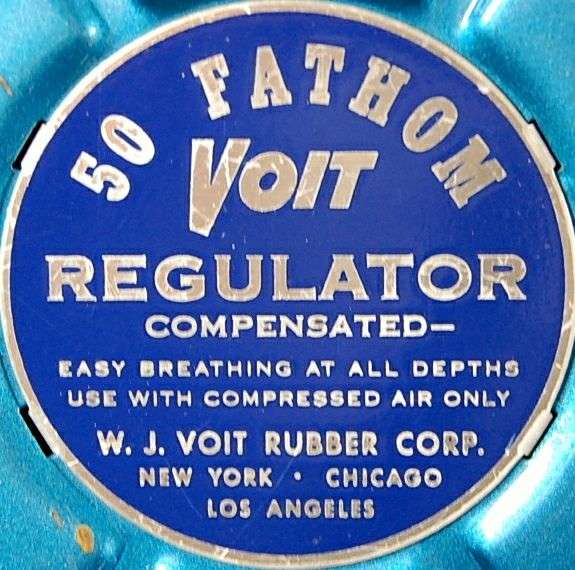 50 FATHOM
VOIT
REGULATOR
COMPENSATED—
EASY BREATHING AT ALL DEPTHS
USE WITH COMPRESSED AIR ONLY
W. J. VOIT RUBBER CORP.
NEW YORK • CHICAGO
LOS ANGELES